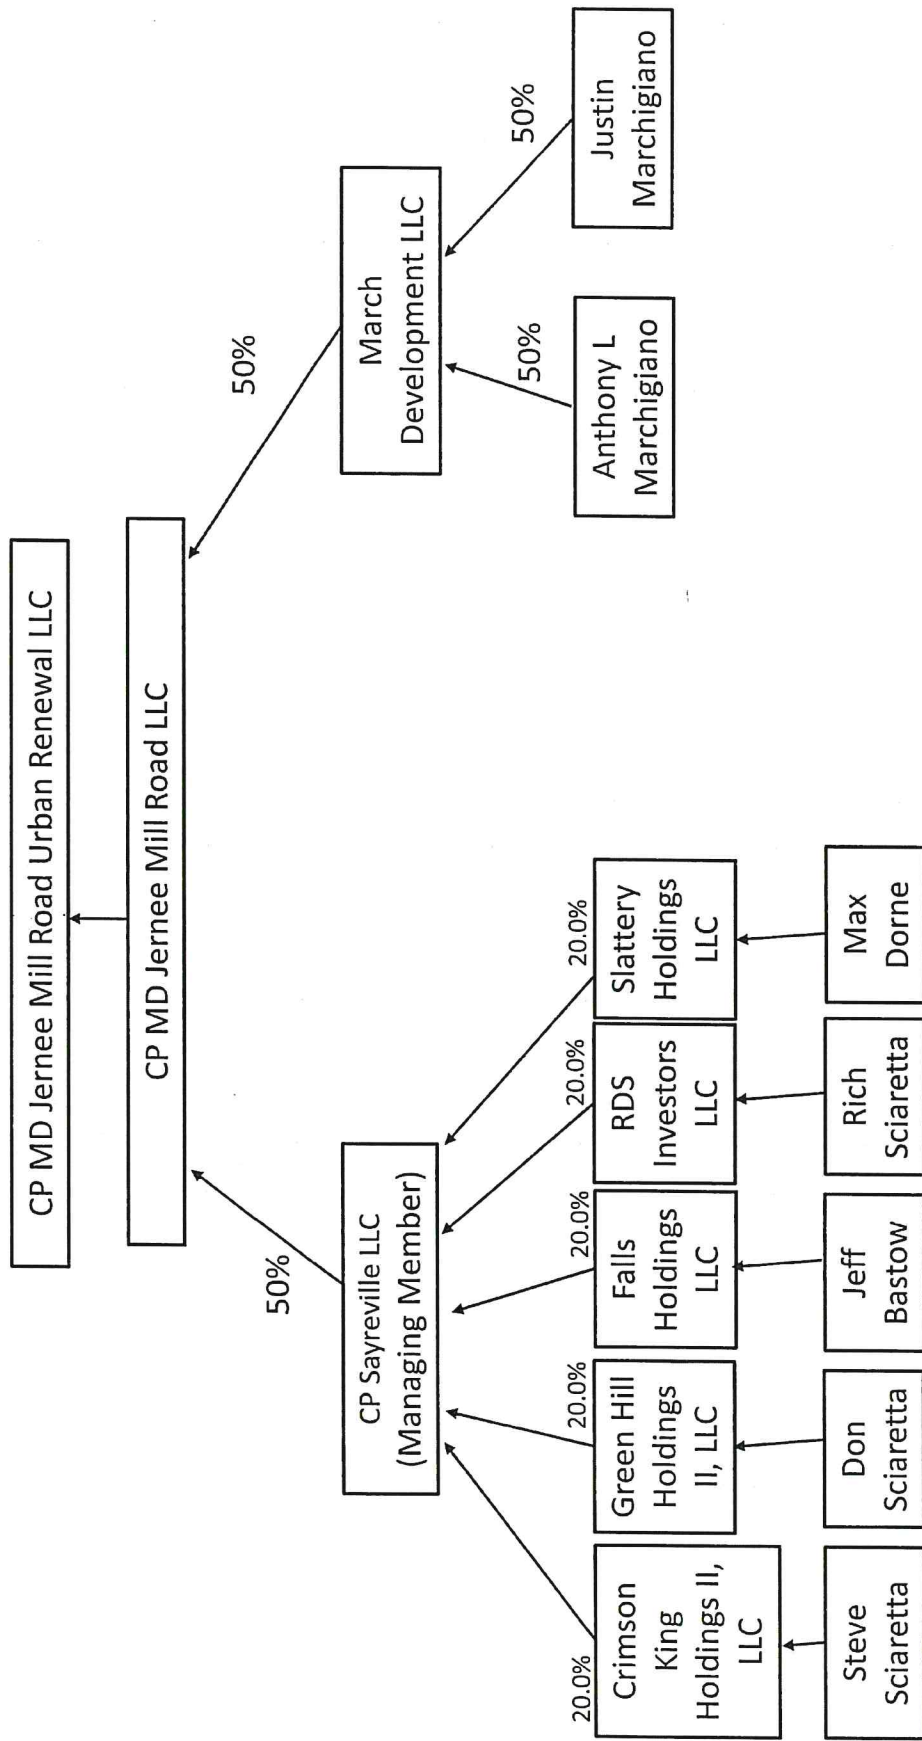 CP MD Jernee Mill Road Urban Renewal LLC
CP MD Jernee Mill Road LLC
50%
50%
CP Sayreville LLC
(Managing Member)
March
Development LLC
20.0%
20.0%
20.0%
20.0%
20.0%
50%
50%
Crimson
King
Holdings II,
LLC
Green Hill
Holdings
II, LLC
Falls
Holdings
LLC
RDS
Investors
LLC
Slattery
Holdings
LLC
Anthony L
Marchigiano
Justin
Marchigiano
Steve
Sciaretta
Don
Sciaretta
Jeff
Bastow
Rich
Sciaretta
Max
Dorne